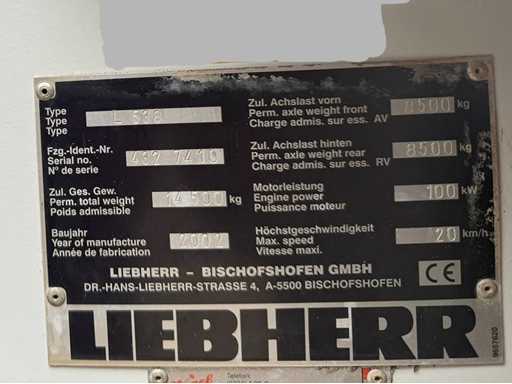 Type
Type
Type
L 538
Fzg.-Ident.-Nr.
Serial no.
N° de serie
432 7410
Zul. Ges. Gew.
Perm. total weight
Poids admissible
14 500 kg
Baujahr
Year of manufacture
Année de fabrication
2002
Zul. Achslast vorn
Perm. axle weight front
Charge admis. sur ess. AV
kg
Zul. Achslast hinten
Perm. axle weight rear
Charge admis. sur ess. RV
8500 kg
Motorleistung
Engine power
Puissance moteur
100 kW
Höchstgeschwindigkeit
Max. speed
Vitesse maxi.
20 km/h
LIEBHERR – BISCHOFSHOFEN GMBH
DR.-HANS-LIEBHERR-STRASSE 4, A-5500 BISCHOFSHOFEN
CE
LIEBHERR
9657620
Telefon